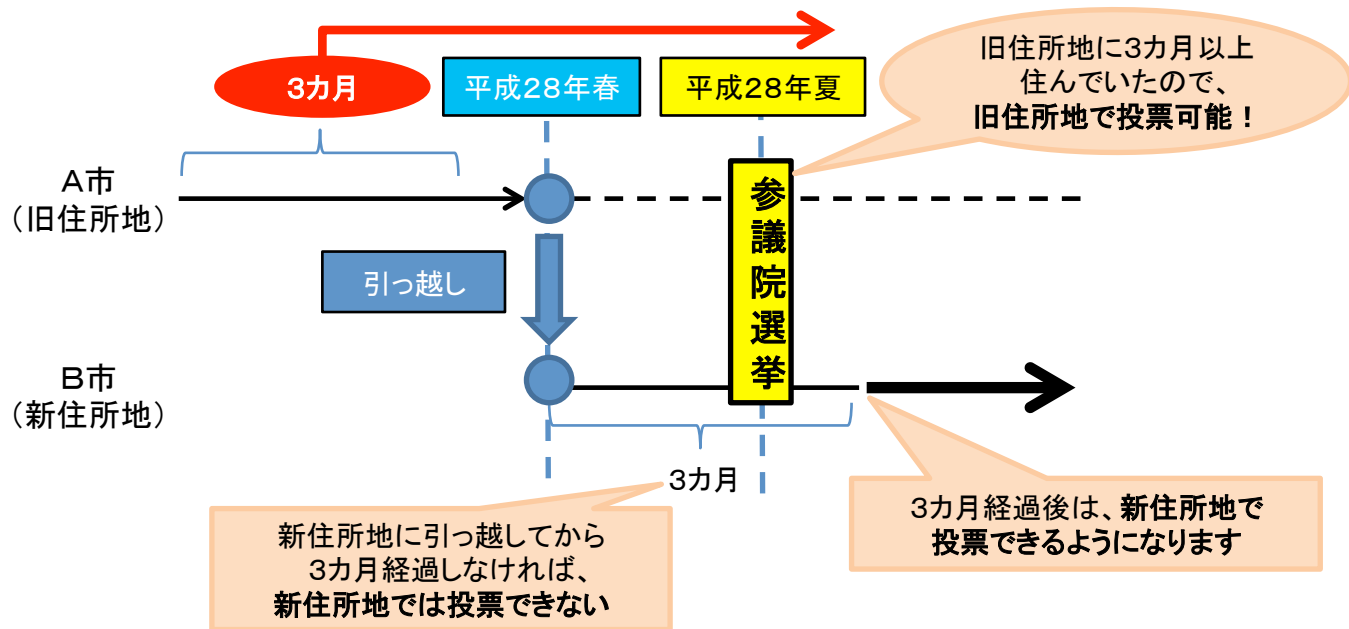 3カ月
平成28年春
平成28年夏
旧住所地に3カ月以上
住んでいたので、
旧住所地で投票可能！
A市
（旧住所地）
参議院選挙
引っ越し
B市
（新住所地）
3カ月
新住所地に引っ越してから
3カ月経過しなければ、
新住所地では投票できない
3カ月経過後は、新住所地で
投票できるようになります